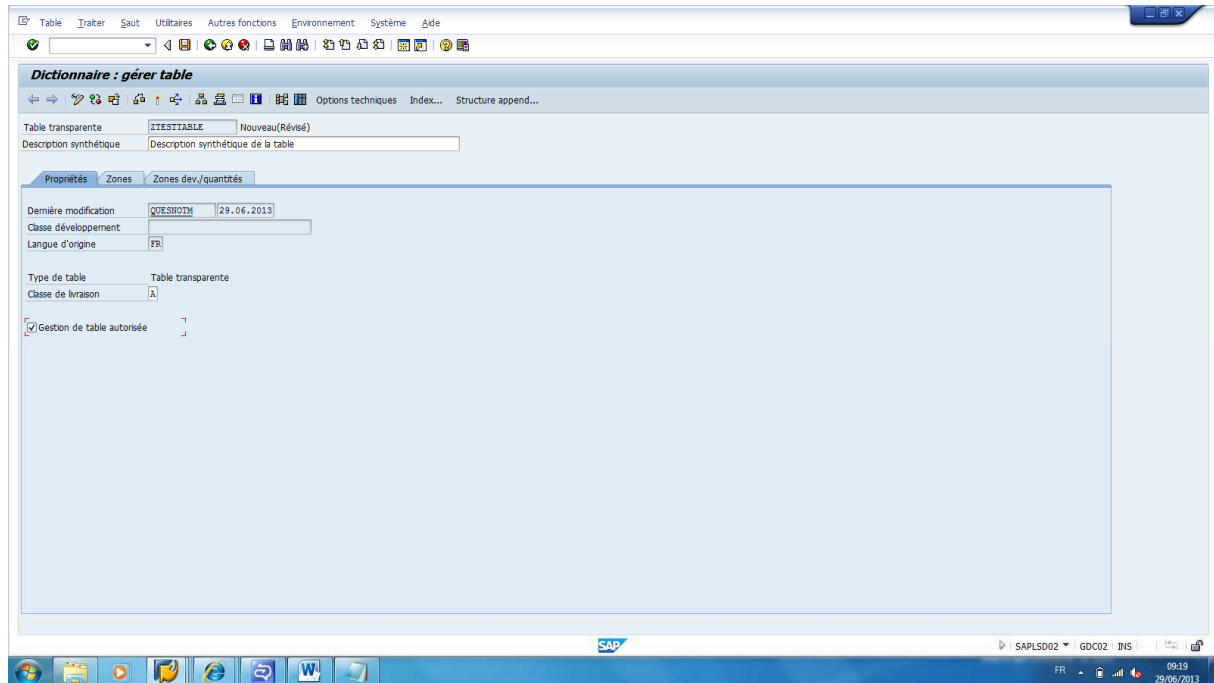 Table Traiter Saut Utilitaires Autres fonctions Environnement Système Aide
Dictionnaire : gérer table
Options techniques Index... Structure append...
Table transparente ZTESTTABLE Nouveau(Révisé)
Description synthétique Description synthétique de la table
Propriétés Zones Zones dev./quantités
Dernière modification QUESNOTM 29.06.2013
Classe développement
Langue d'origine FR
Type de table Table transparente
Classe de livraison A
Gestion de table autorisée
SAP SAPLSD02 GDC02 INS
FR 09:19
29/06/2013